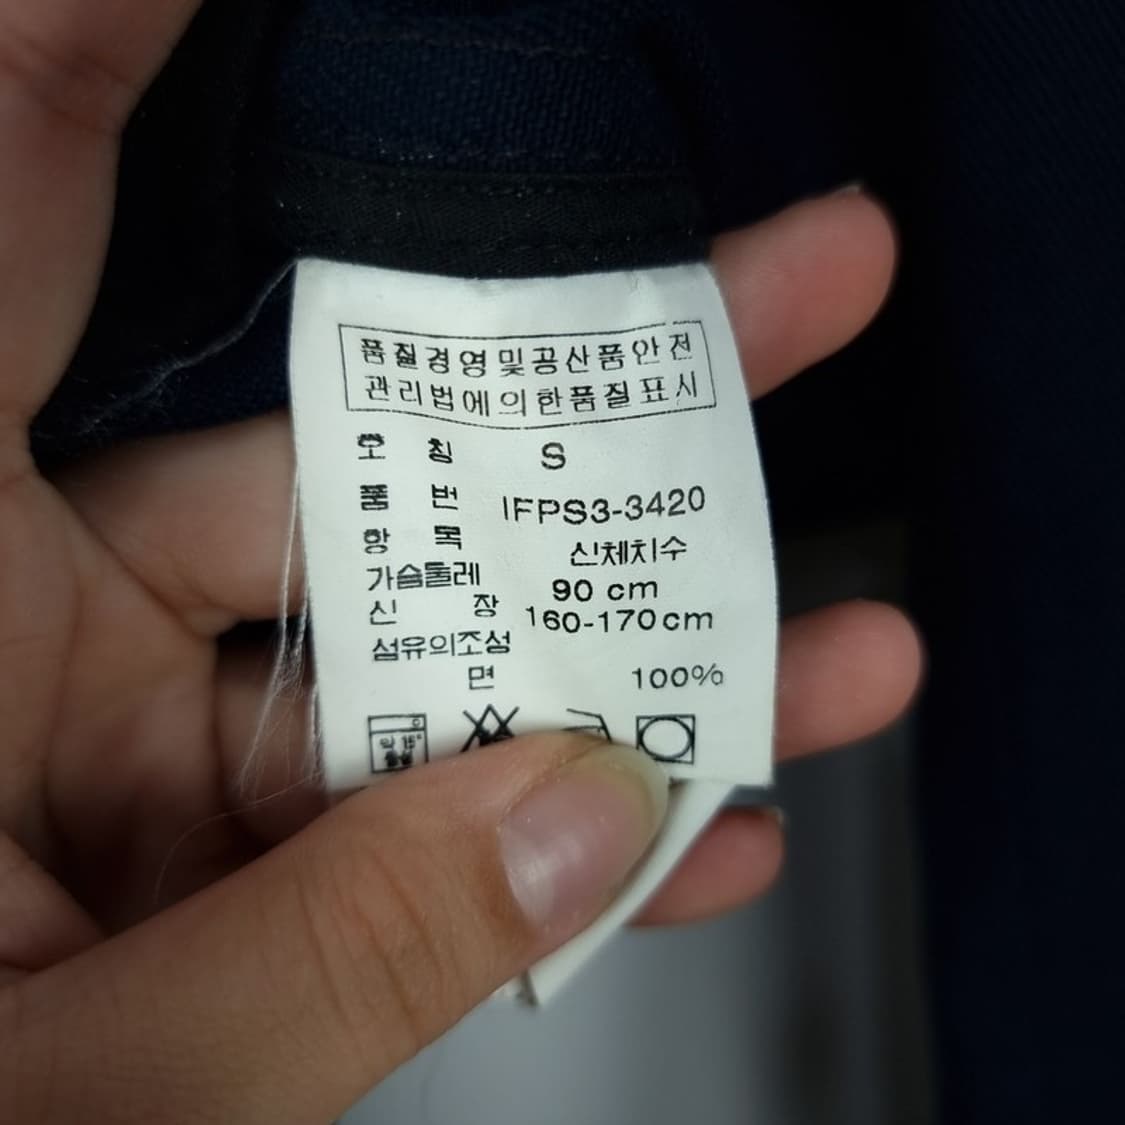 품질경영및공산품안전
관리법에의한품질표시
호 칭 S
품 번 IFPS3-3420
항 목 신체치수
가슴둘레 90 cm
신 장 160-170cm
섬유의조성
면 100%
약 15°